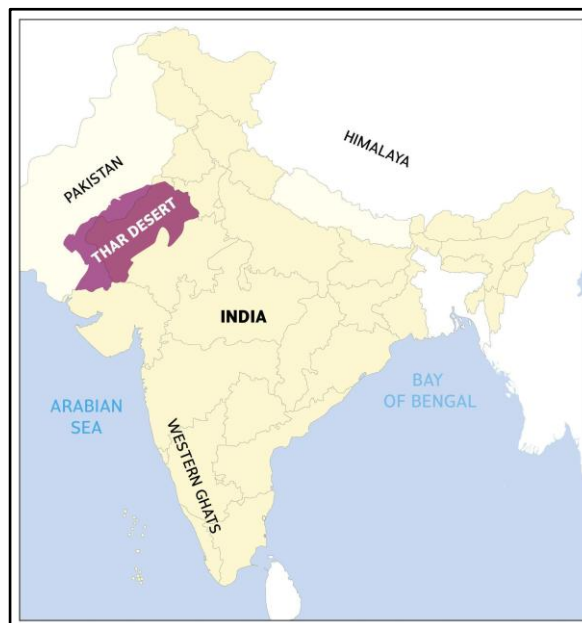 HIMALAYA
PAKISTAN
THAR DESERT
INDIA
ARABIAN
SEA
BAY
OF BENGAL
WESTERN GHATS